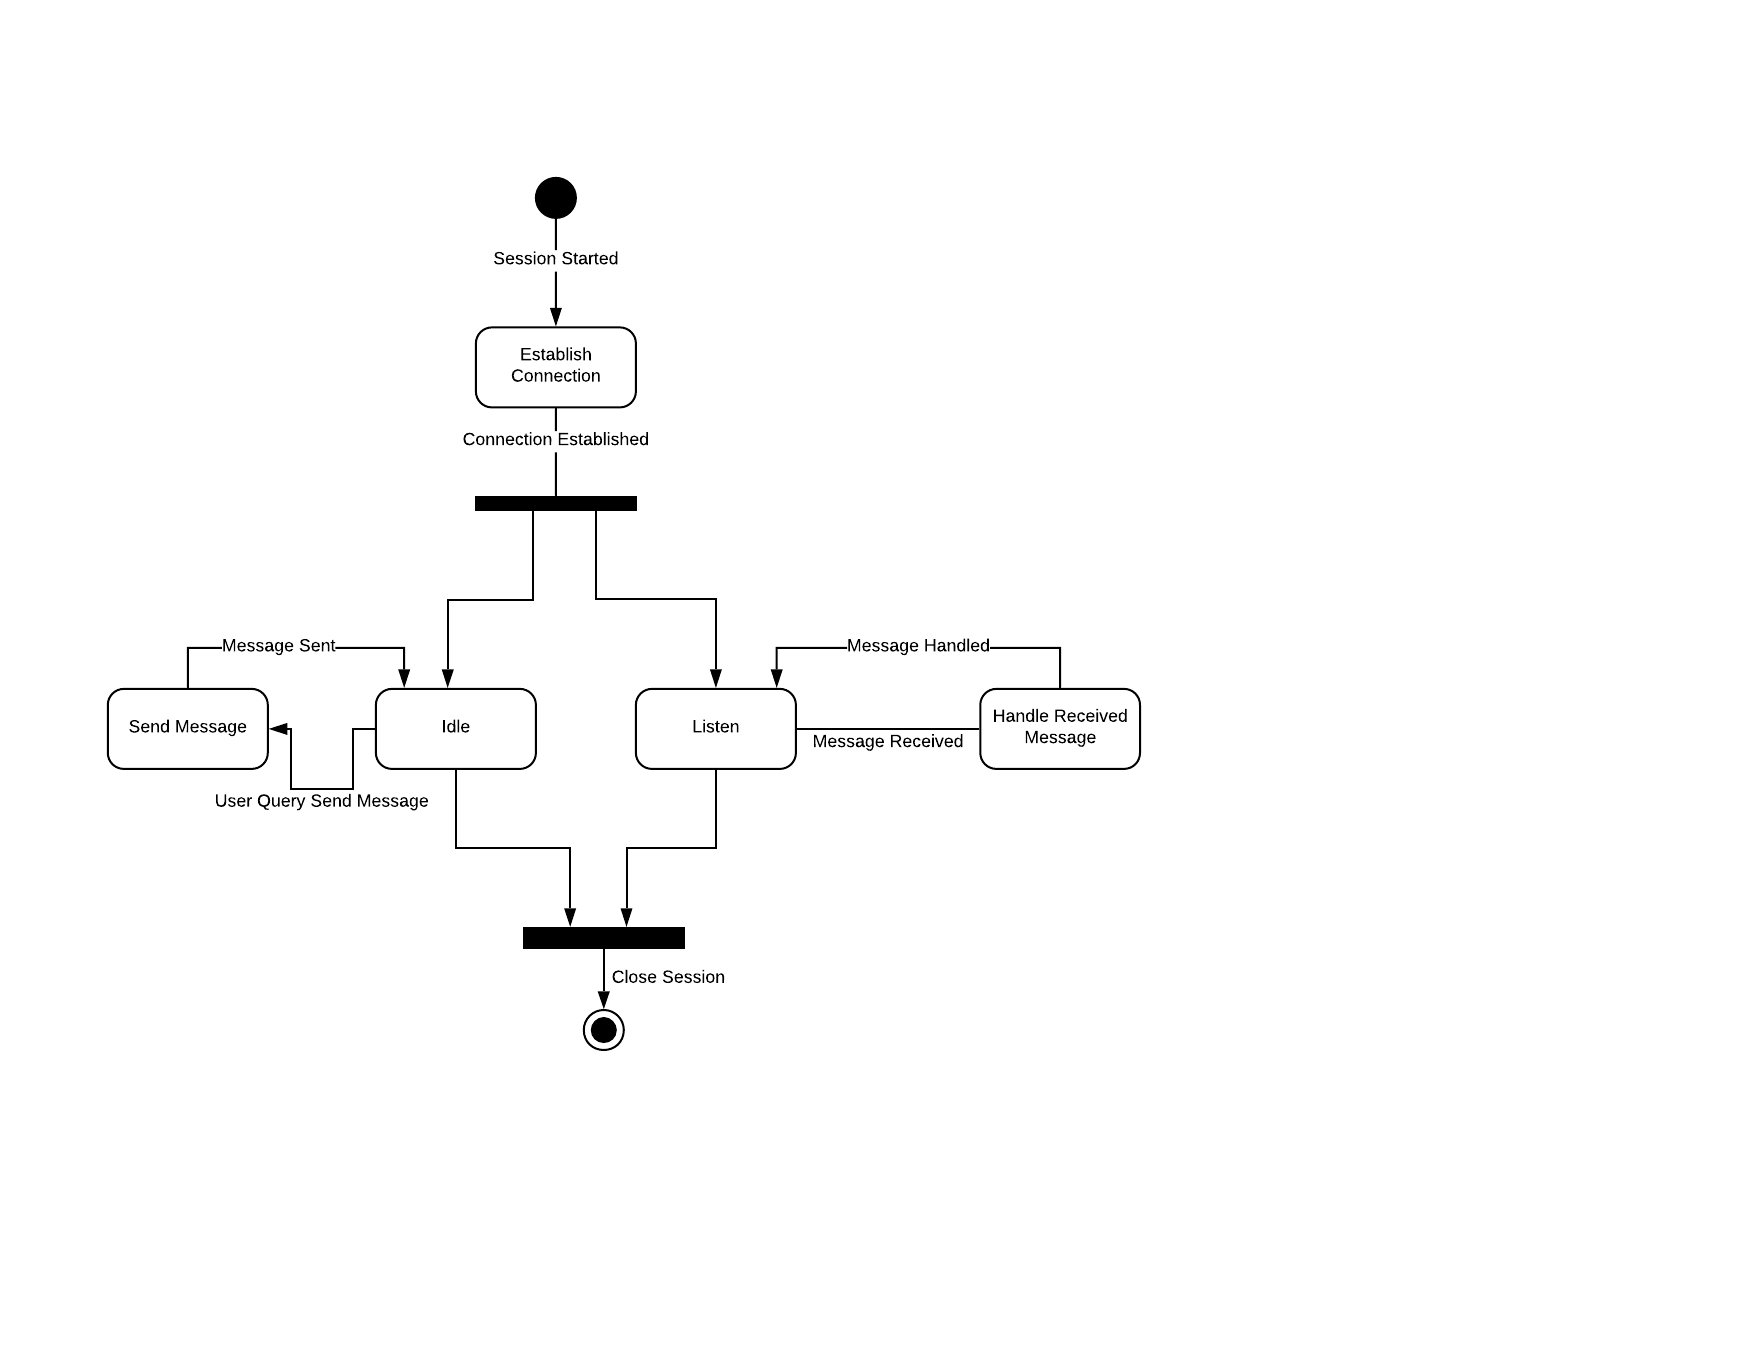 Session Started
Establish
Connection
Connection Established
Message Sent
Message Handled
Send Message
Idle
Listen
Handle Received
Message
Message Received
User Query Send Message
Close Session